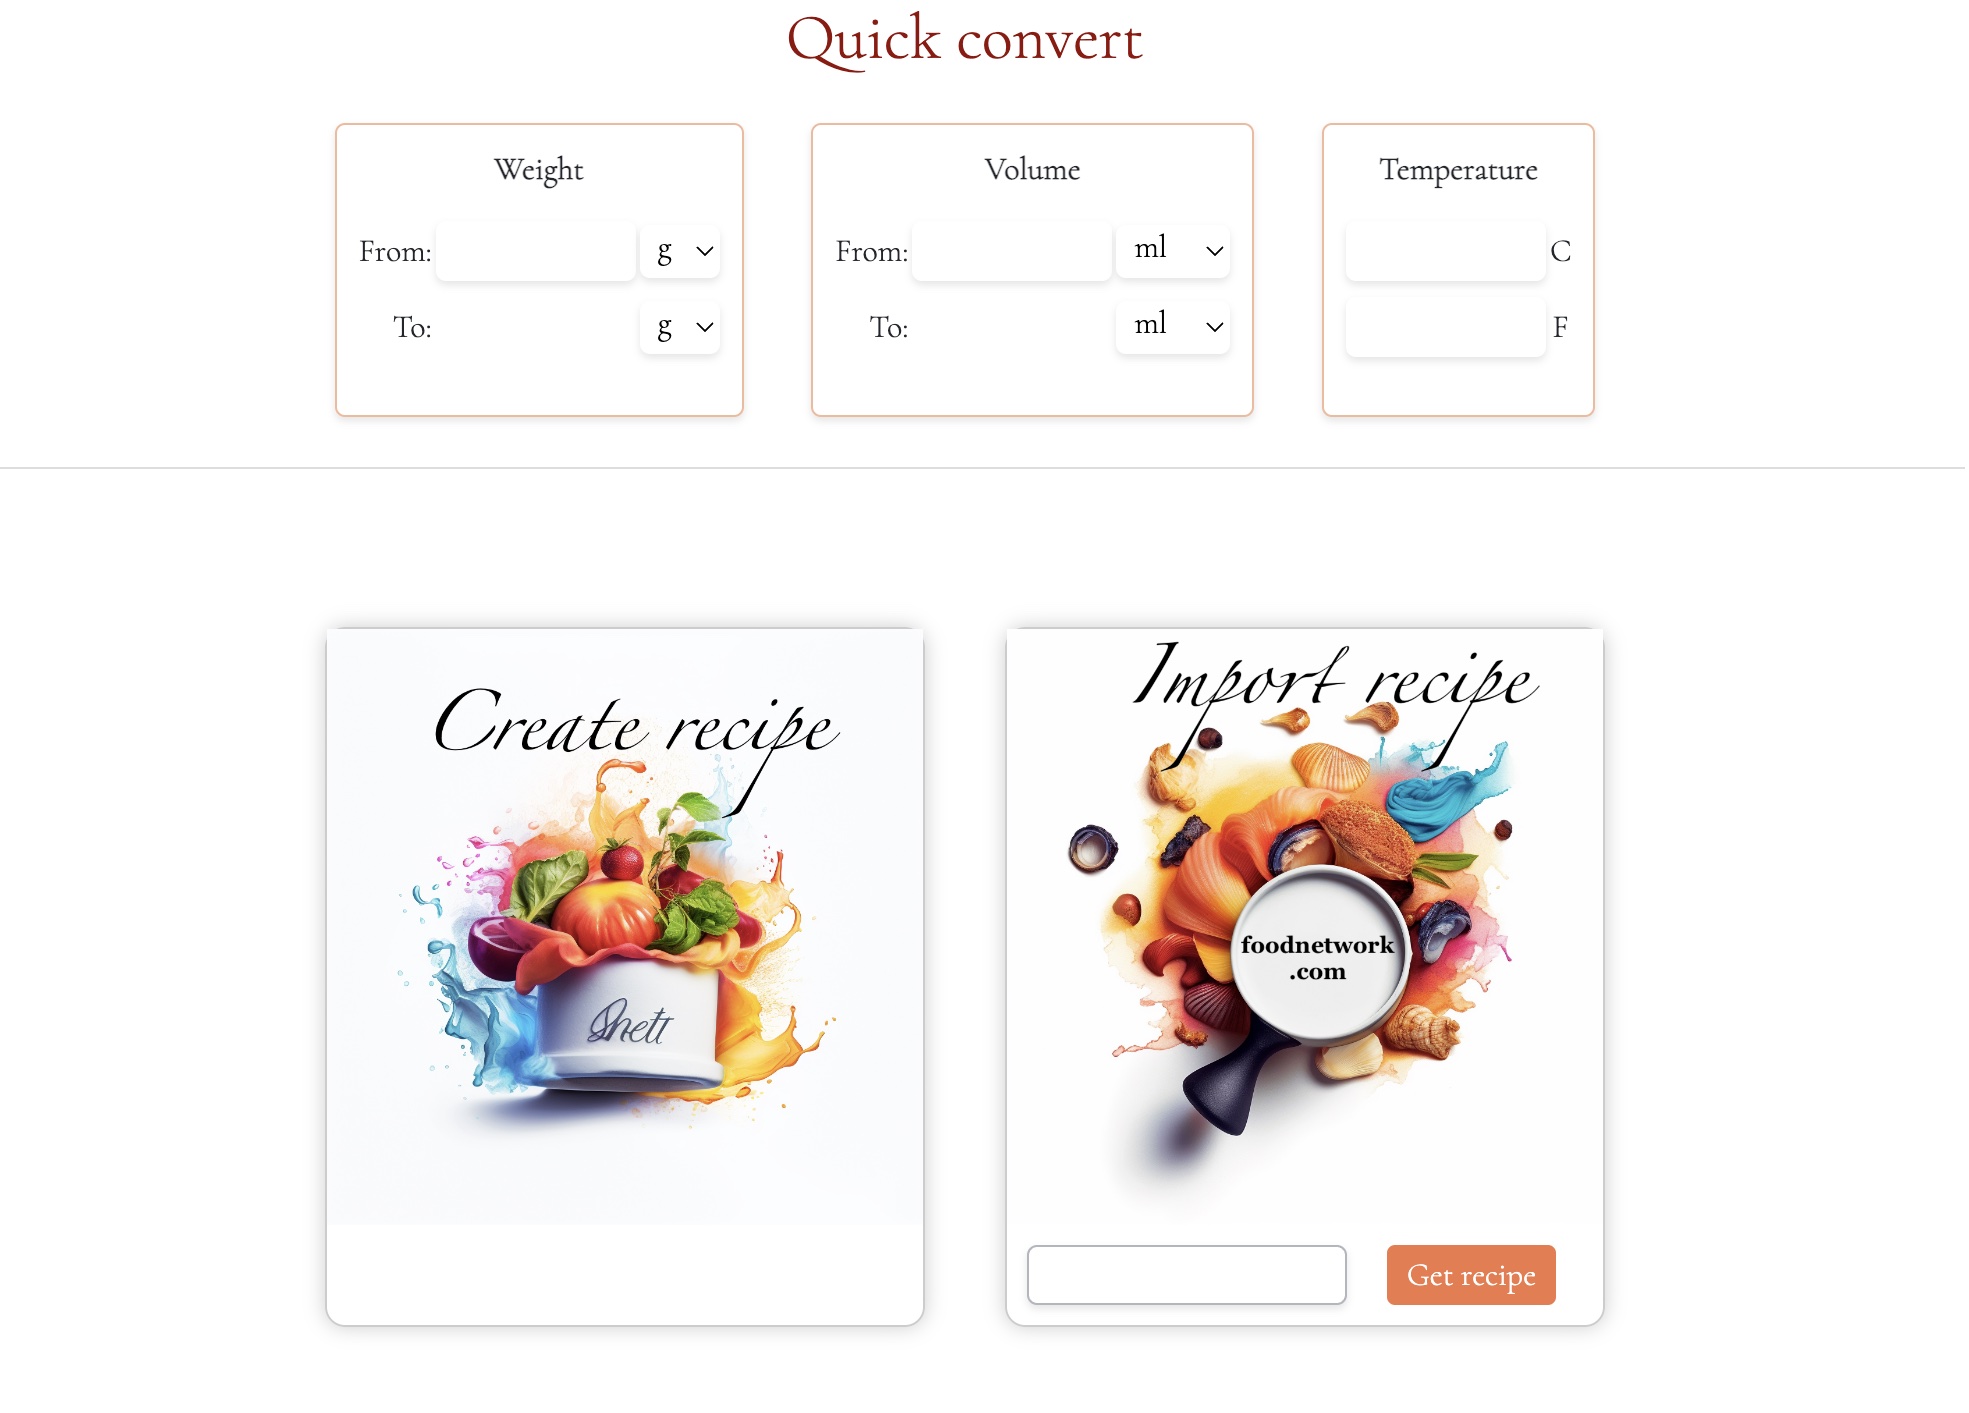 Quick convert
Weight
From: g
To: g
Volume
From: ml
To: ml
Temperature
C
F
Create recipe
Import recipe
foodnetwork
.com
Get recipe